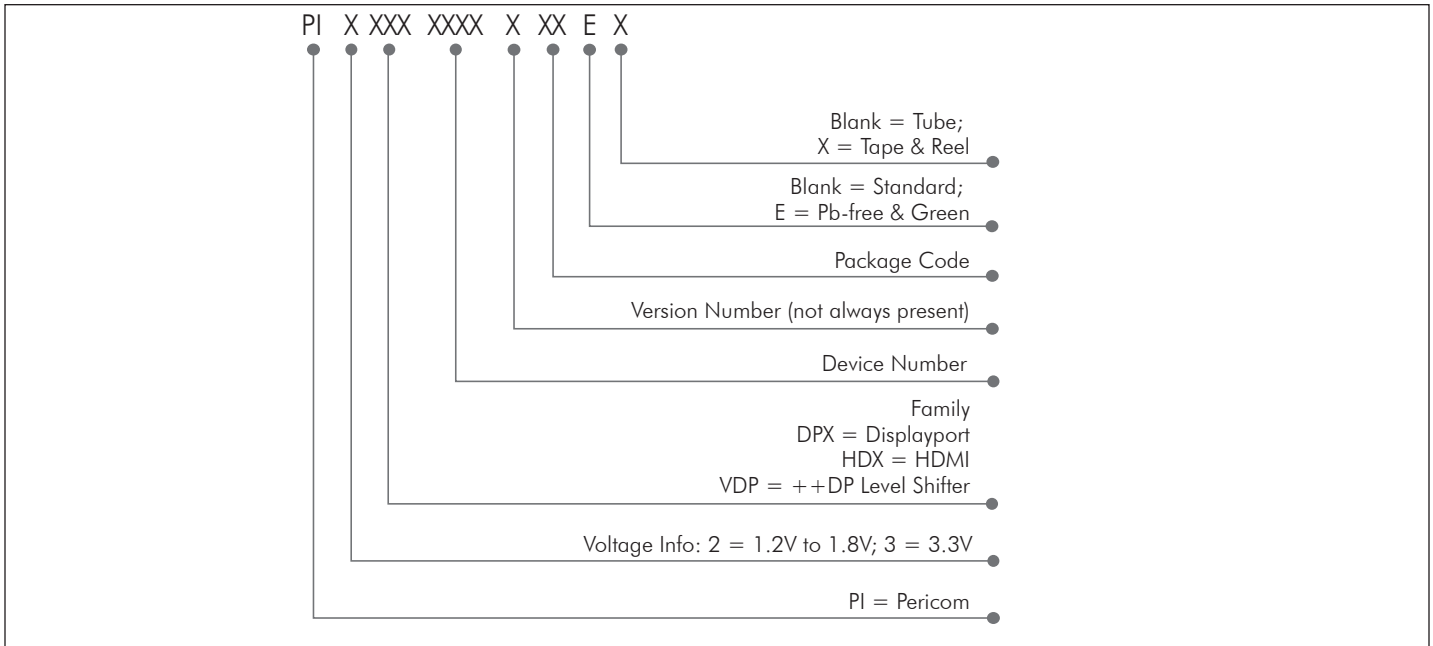 PI X XXX XXXX X XX E X
Blank = Tube;
X = Tape & Reel
Blank = Standard;
E = Pb-free & Green
Package Code
Version Number (not always present)
Device Number
Family
DPX = Displayport
HDX = HDMI
VDP = ++DP Level Shifter
Voltage Info: 2 = 1.2V to 1.8V; 3 = 3.3V
PI = Pericom